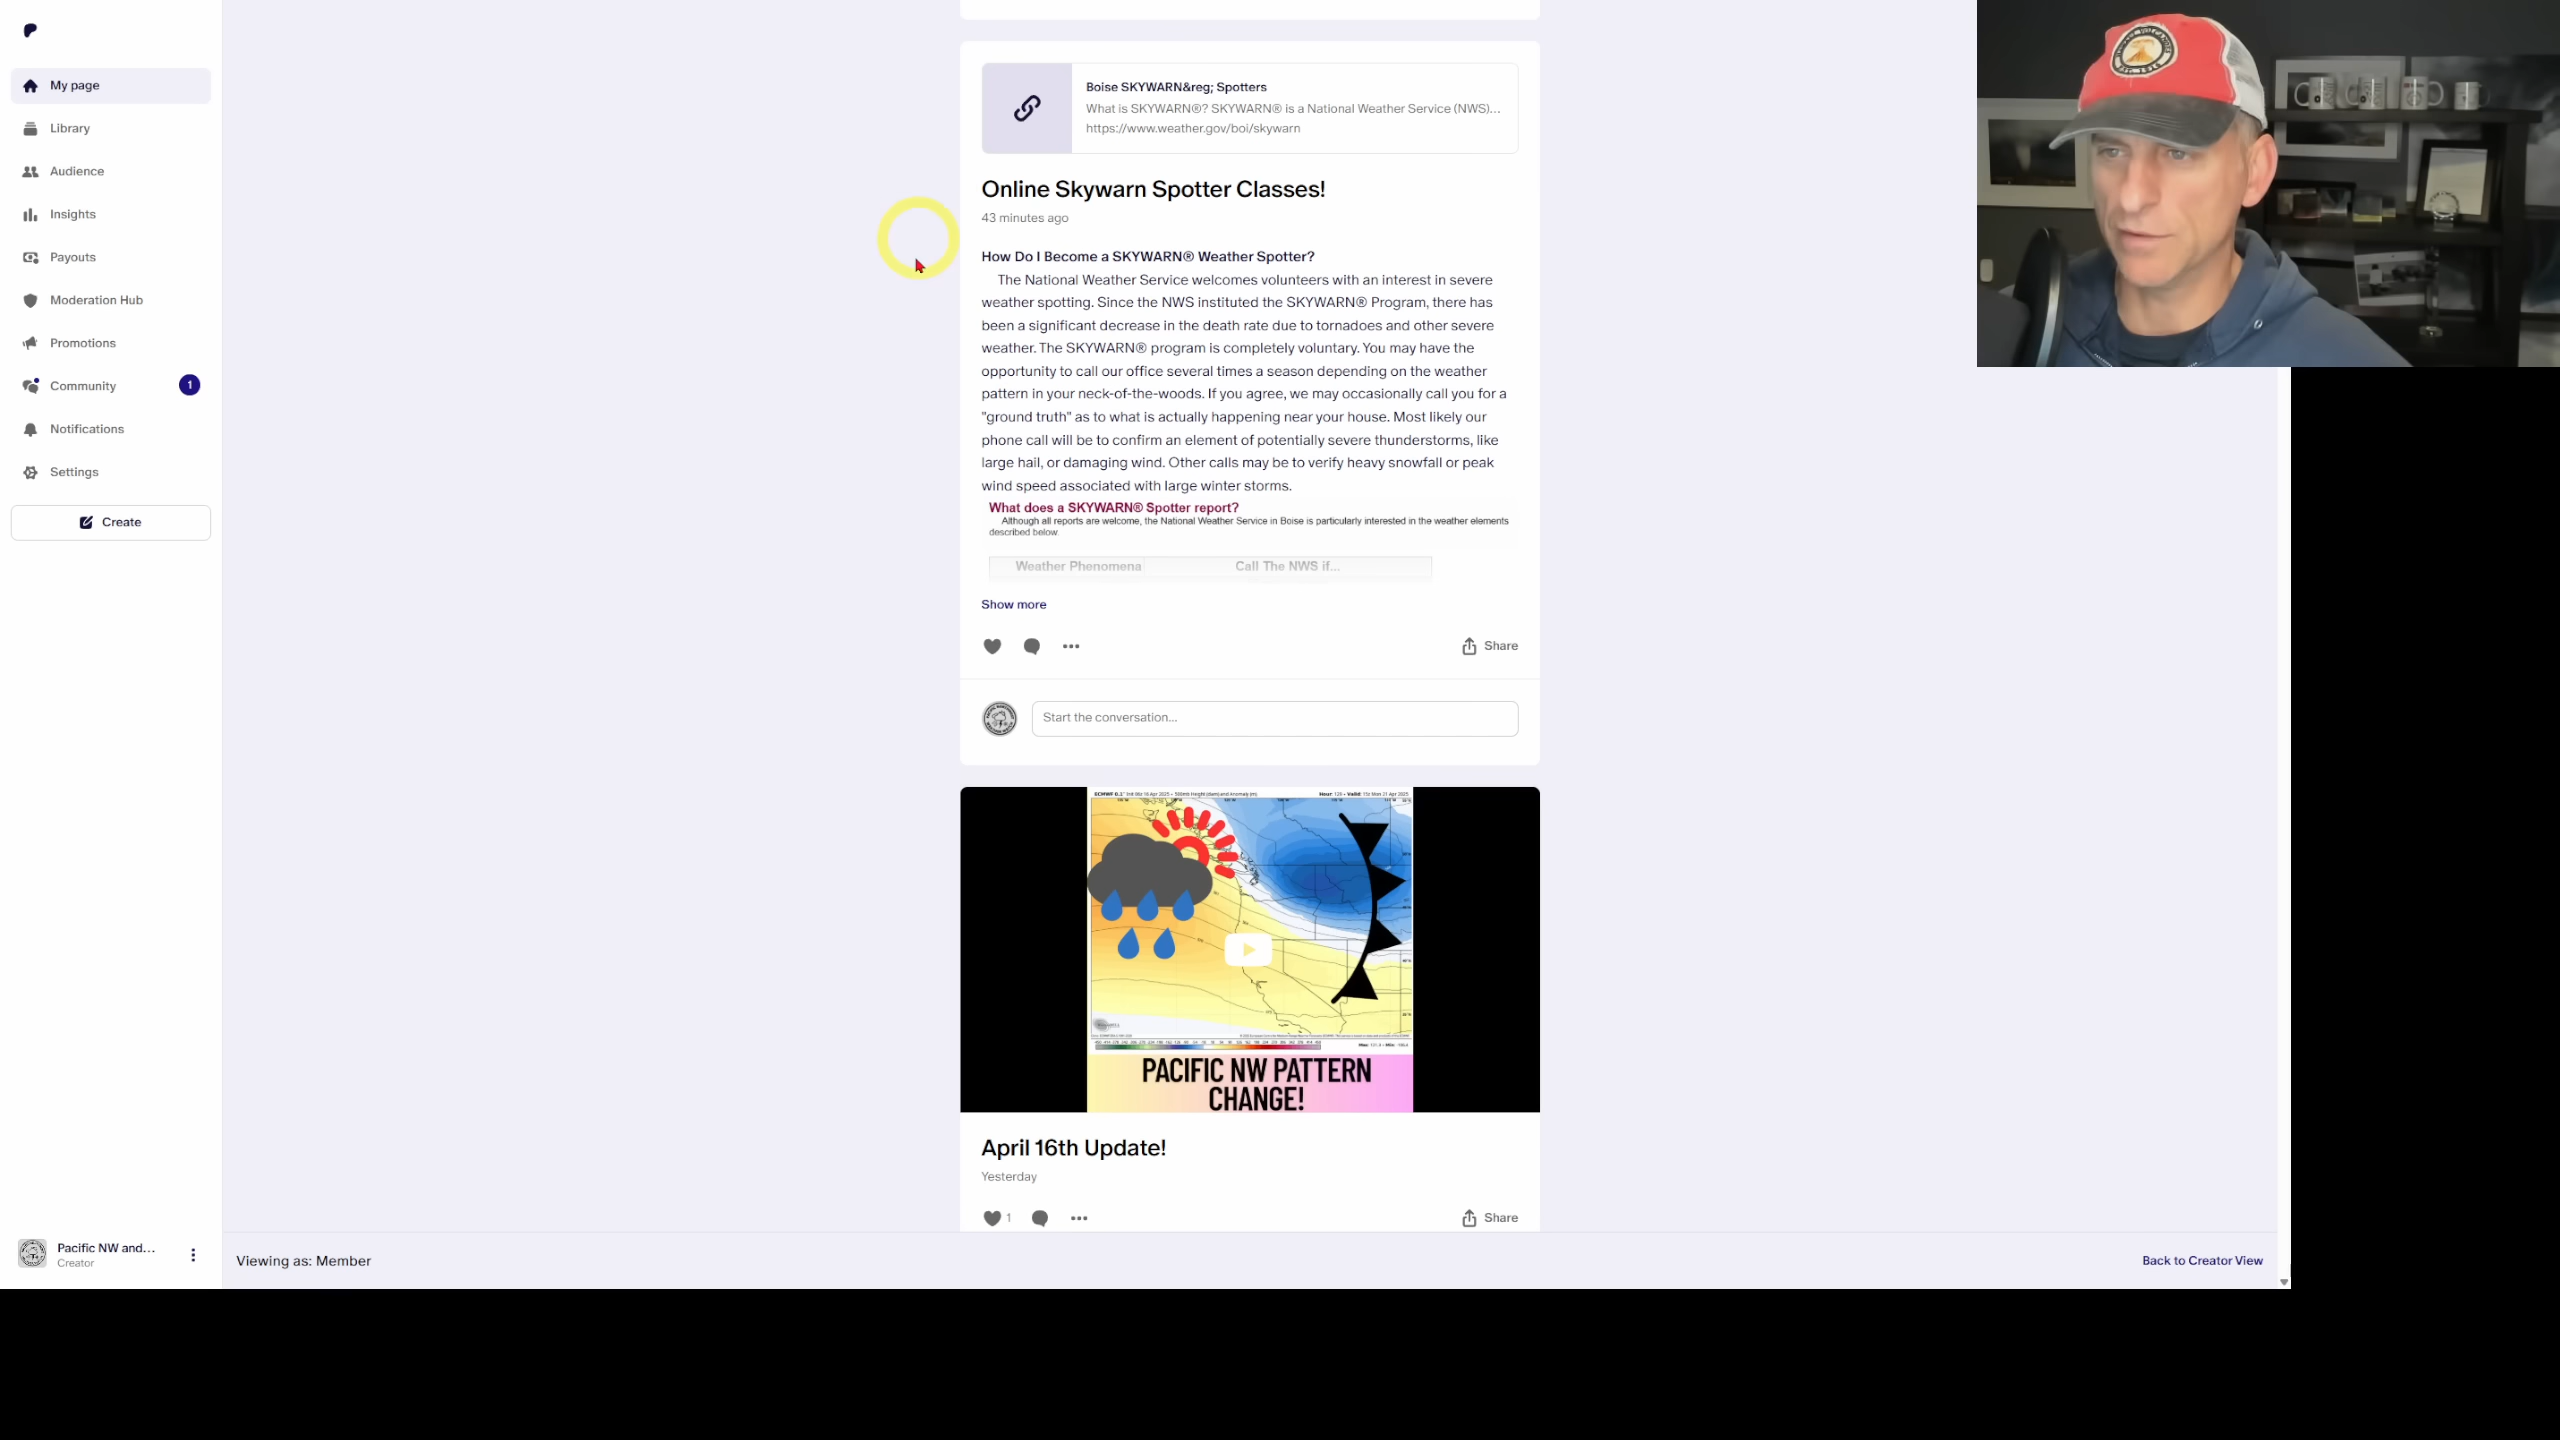 My page
Library
Audience
Insights
Payouts
Moderation Hub
Promotions
Community
1
Notifications
Settings
Create
Pacific NW and...
Creator
Boise SKYWARN&reg; Spotters
What is SKYWARN®? SKYWARN® is a National Weather Service (NWS)...
https://www.weather.gov/boi/skywarn
Online Skywarn Spotter Classes!
43 minutes ago
How Do I Become a SKYWARN® Weather Spotter?
The National Weather Service welcomes volunteers with an interest in severe
weather spotting. Since the NWS instituted the SKYWARN® Program, there has
been a significant decrease in the death rate due to tornadoes and other severe
weather. The SKYWARN® program is completely voluntary. You may have the
opportunity to call our office several times a season depending on the weather
pattern in your neck-of-the-woods. If you agree, we may occasionally call you for a
"ground truth" as to what is actually happening near your house. Most likely our
phone call will be to confirm an element of potentially severe thunderstorms, like
large hail, or damaging wind. Other calls may be to verify heavy snowfall or peak
wind speed associated with large winter storms.
What does a SKYWARN® Spotter report?
Although all reports are welcome, the National Weather Service in Boise is particularly interested in the weather elements
described below.
Weather Phenomena Call The NWS if...
Show more
Share
Start the conversation...
PACIFIC NW PATTERN
CHANGE!
April 16th Update!
Yesterday
1
Share
Viewing as: Member
Back to Creator View